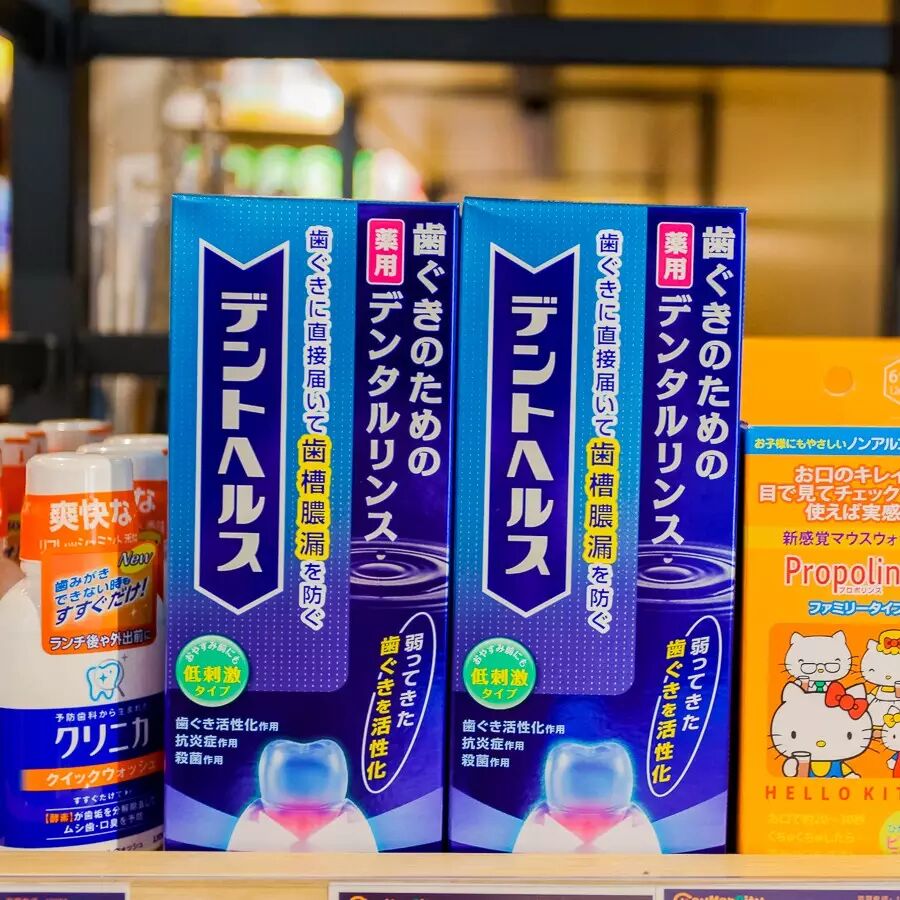 爽快な
歯みがき
できない時も
すすぐだけ!
New
ランチ後や外出前に
クリニカ
クイックウォッシュ
歯ぐきのための
薬用
デンタルリンス
歯ぐきに直接届いて歯槽膿漏を防ぐ
デントヘルス
おやすみ前にも
低刺激
タイプ
弱ってきた
歯ぐきを活性化
歯ぐき活性化作用
抗炎症作用
殺菌作用
歯ぐきのための
薬用
デンタルリンス
歯ぐきに直接届いて歯槽膿漏を防ぐ
デントヘルス
おやすみ前にも
低刺激
タイプ
弱ってきた
歯ぐきを活性化
歯ぐき活性化作用
抗炎症作用
殺菌作用
お子様にもやさしいノンアル
お口のキレイ
目で見てチェック
使えば実感
新感覚マウスウォ
Propolin
プロポリンス
ファミリータイプ
HELLO KIT